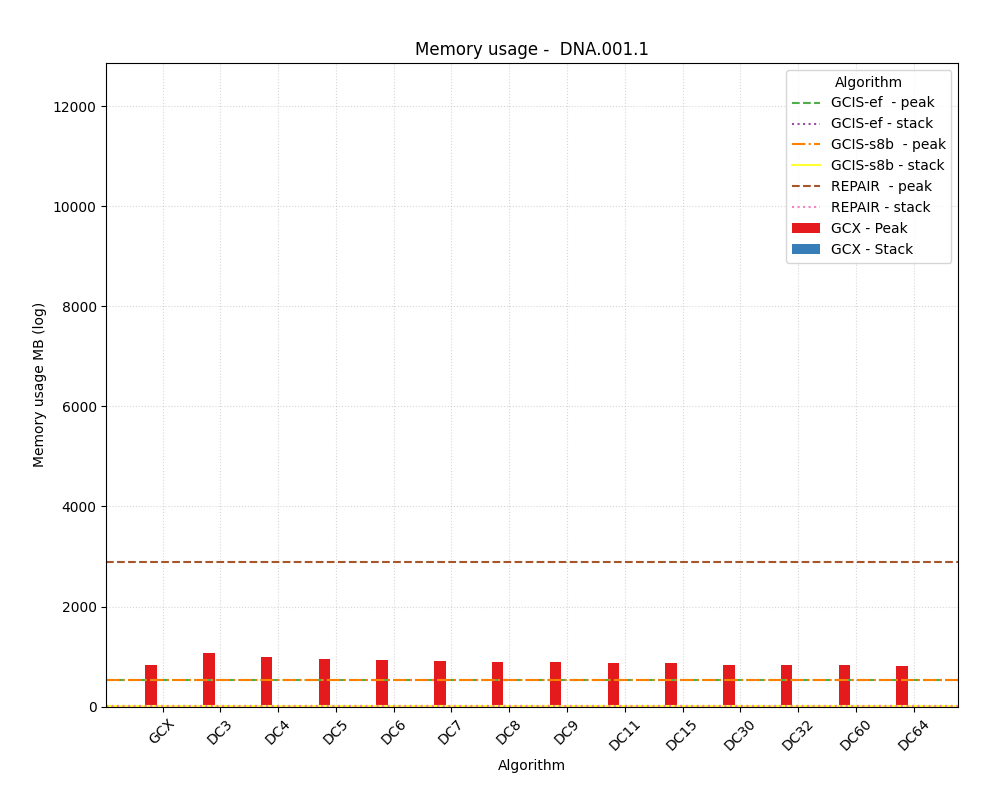 Memory usage -  DNA.001.1
Algorithm
GCIS-ef  - peak
GCIS-ef - stack
GCIS-s8b  - peak
GCIS-s8b - stack
REPAIR  - peak
REPAIR - stack
GCX - Peak
GCX - Stack
Memory usage MB (log)
12000
10000
8000
6000
4000
2000
0
GCX
DC3
DC4
DC5
DC6
DC7
DC8
DC9
DC11
DC15
DC30
DC32
DC60
DC64
Algorithm